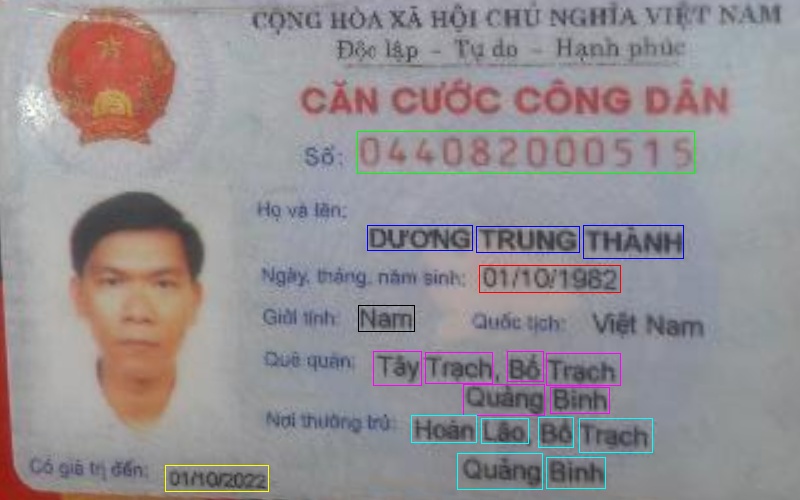 CỘNG HÒA XÃ HỘI CHỦ NGHĨA VIỆT NAM
Độc lập - Tự do - Hạnh phúc
CĂN CƯỚC CÔNG DÂN
Số: 044082000515
Họ và tên:
DƯƠNG TRUNG THÀNH
Ngày, tháng, năm sinh: 01/10/1982
Giới tính: Nam Quốc tịch: Việt Nam
Quê quán: Tây Trạch, Bố Trạch
Quảng Bình
Nơi thường trú: Hoàn Lão, Bố Trạch
Quảng Bình
Có giá trị đến: 01/10/2022